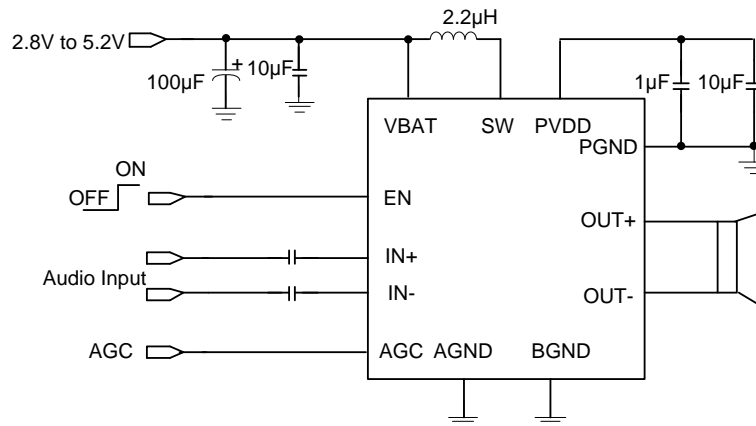 2.2μH
2.8V to 5.2V
100μF
+
10μF
1μF
10μF
VBAT
SW
PVDD
PGND
ON
OFF
EN
OUT+
IN+
Audio Input
IN-
OUT-
AGC
AGC
AGND
BGND